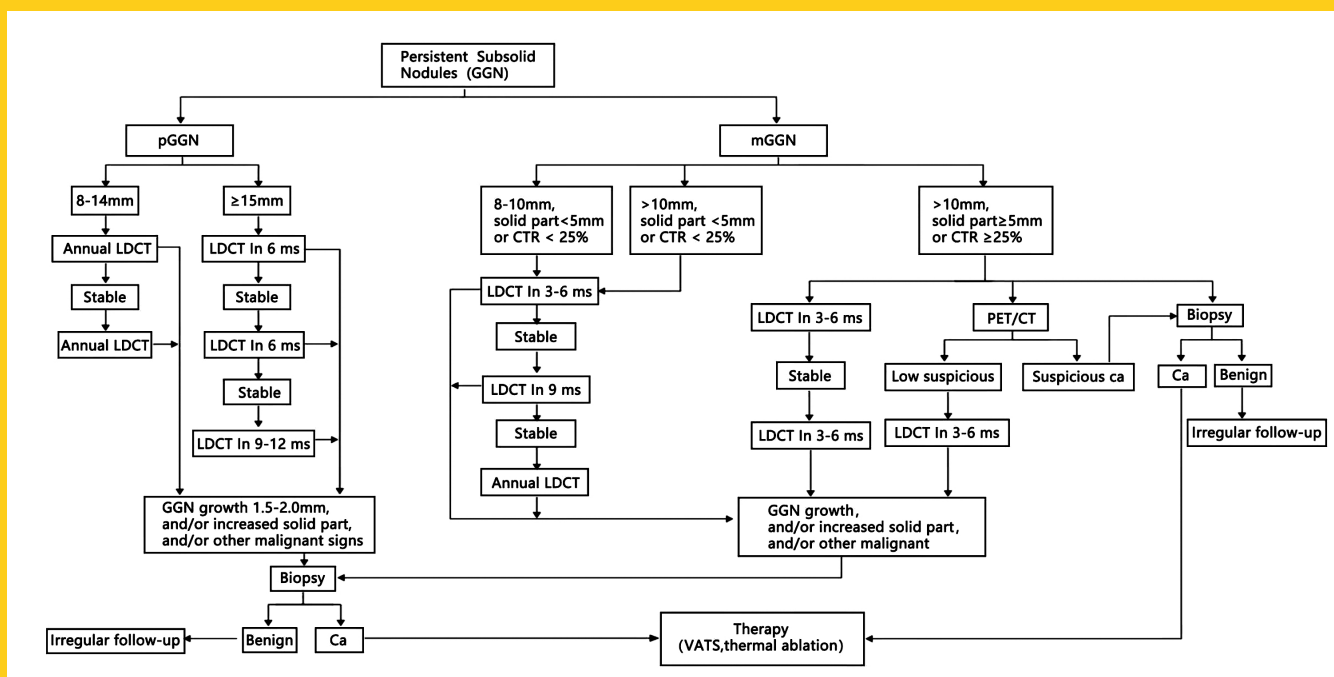 Persistent Subsolid
Nodules (GGN)
pGGN
mGGN
8-14mm
≥15mm
8-10mm,
solid part<5mm
or CTR < 25%
>10mm,
solid part <5mm
or CTR < 25%
>10mm,
solid part≥5mm
or CTR ≥25%
Annual LDCT
LDCT In 6 ms
LDCT In 3-6 ms
Stable
Stable
LDCT In 3-6 ms
PET/CT
Biopsy
Annual LDCT
LDCT In 6 ms
Stable
Stable
Low suspicious
Suspicious ca
Ca
Benign
Stable
LDCT In 9 ms
LDCT In 9-12 ms
Stable
LDCT In 3-6 ms
LDCT In 3-6 ms
Irregular follow-up
Annual LDCT
GGN growth 1.5-2.0mm,
and/or increased solid part,
and/or other malignant signs
GGN growth,
and/or increased solid part,
and/or other malignant
Biopsy
Irregular follow-up
Benign
Ca
Therapy
(VATS,thermal ablation)